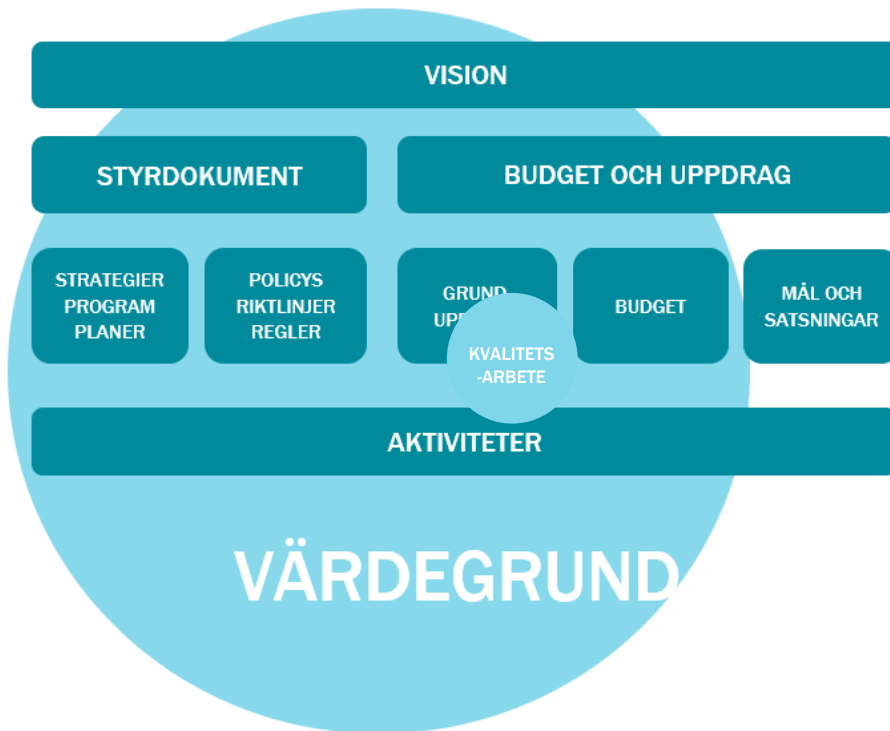 VISION
STYRDOKUMENT
BUDGET OCH UPPDRAG
STRATEGIER
PROGRAM
PLANER
POLICYS
RIKTLINJER
REGLER
GRUND
BUDGET
MÅL OCH
SATSNINGAR
KVALITETS
-ARBETE
AKTIVITETER
VÄRDEGRUND